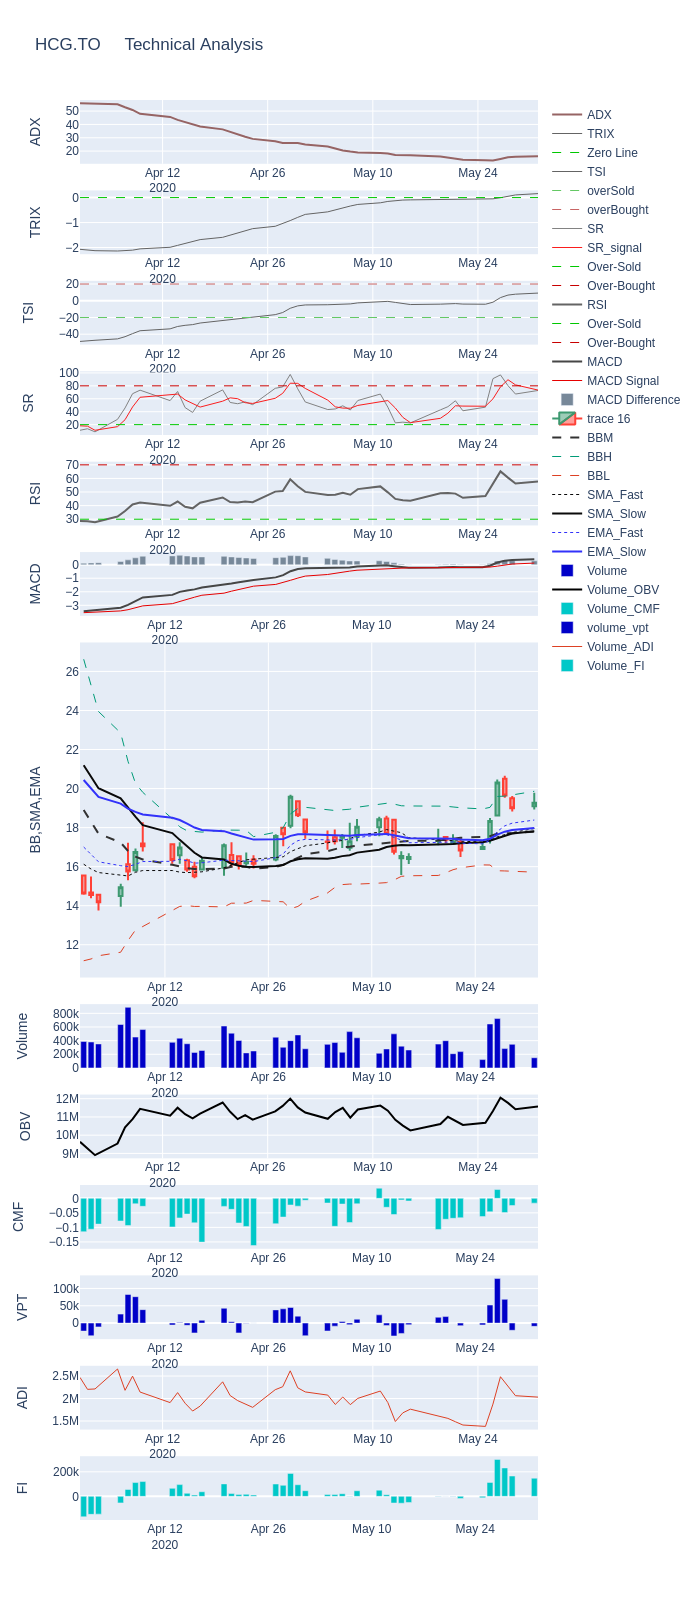 HCG.TO  Technical Analysis
ADX
50
40
30
20
Apr 12
2020
Apr 26
May 10
May 24
TRIX
0
−1
−2
Apr 12
2020
Apr 26
May 10
May 24
TSI
20
0
−20
−40
Apr 12
2020
Apr 26
May 10
May 24
SR
100
80
60
40
20
Apr 12
2020
Apr 26
May 10
May 24
RSI
70
60
50
40
30
Apr 12
2020
Apr 26
May 10
May 24
MACD
0
−1
−2
−3
Apr 12
2020
Apr 26
May 10
May 24
BB,SMA,EMA
26
24
22
20
18
16
14
12
Apr 12
2020
Apr 26
May 10
May 24
Volume
800k
600k
400k
200k
0
Apr 12
2020
Apr 26
May 10
May 24
OBV
12M
11M
10M
9M
Apr 12
2020
Apr 26
May 10
May 24
CMF
0
−0.05
−0.1
−0.15
Apr 12
2020
Apr 26
May 10
May 24
VPT
100k
50k
0
Apr 12
2020
Apr 26
May 10
May 24
ADI
2.5M
2M
1.5M
Apr 12
2020
Apr 26
May 10
May 24
FI
200k
0
Apr 12
2020
Apr 26
May 10
May 24
ADX
TRIX
Zero Line
TSI
overSold
overBought
SR
SR_signal
Over-Sold
Over-Bought
RSI
Over-Sold
Over-Bought
MACD
MACD Signal
MACD Difference
trace 16
BBM
BBH
BBL
SMA_Fast
SMA_Slow
EMA_Fast
EMA_Slow
Volume
Volume_OBV
Volume_CMF
volume_vpt
Volume_ADI
Volume_FI